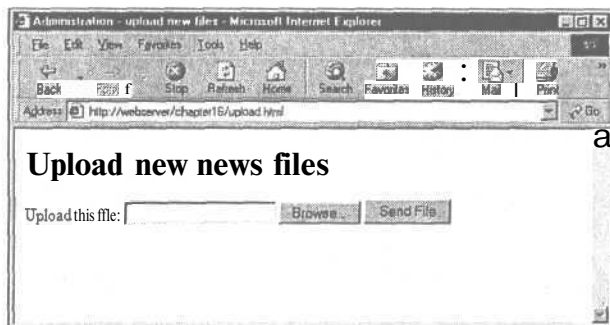 Administration - upload new files - Microsoft Internet Explorer
File Edit View Favorites Tools Help
Back f Stop Refresh Home Search Favorites History Mail Print
Address http://webserver/chapter16/upload.html Go
a
Upload new news files
Upload this ffle: Browse... Send File